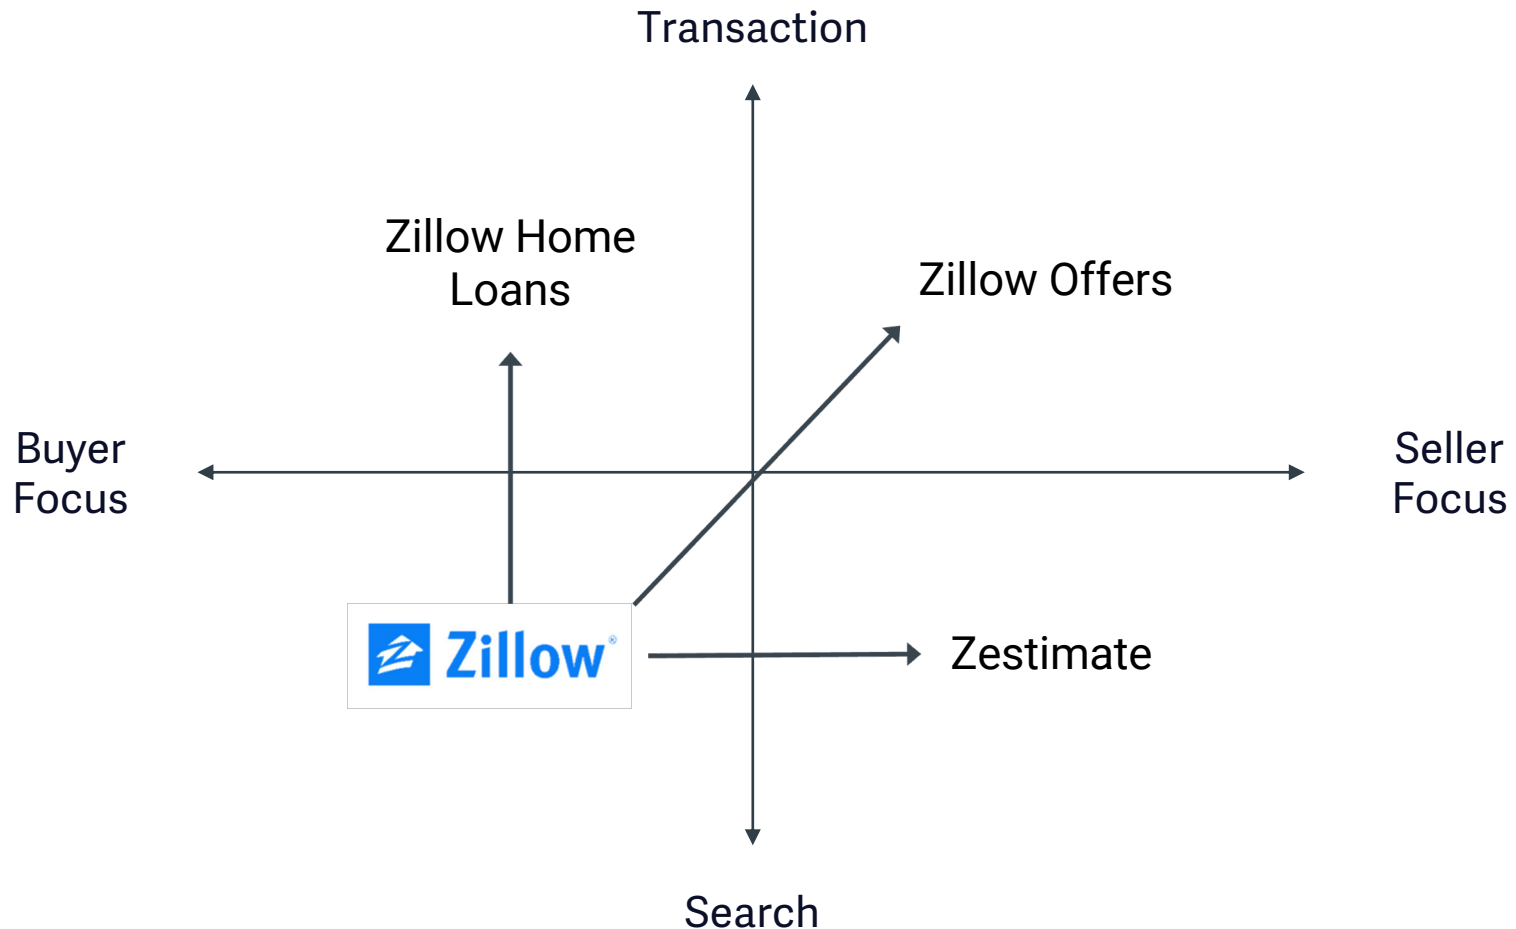 Transaction
Zillow Home
Loans
Zillow Offers
Buyer
Focus
Seller
Focus
Zillow®
Zestimate
Search